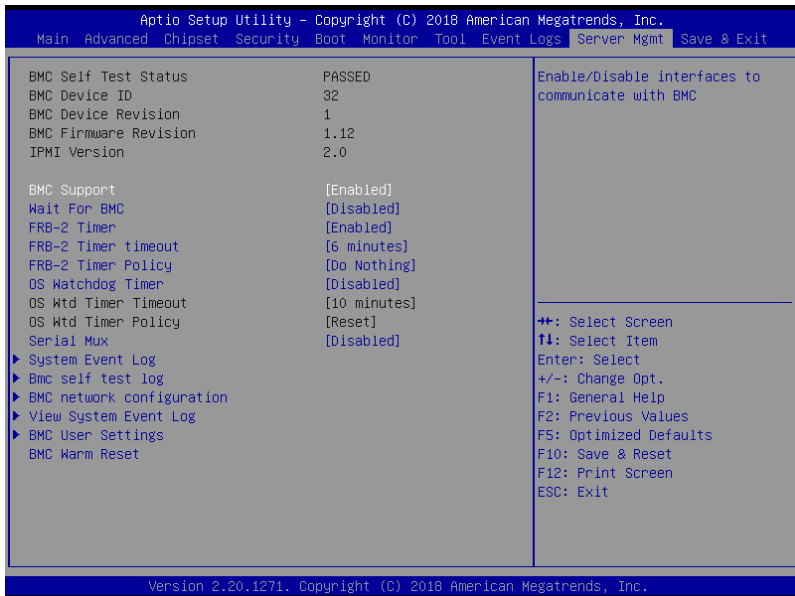 Aptio Setup Utility – Copyright (C) 2018 American Megatrends, Inc.
Main Advanced Chipset Security Boot Monitor Tool Event Logs Server Mgmt Save & Exit
BMC Self Test Status PASSED
BMC Device ID 32
BMC Device Revision 1
BMC Firmware Revision 1.12
IPMI Version 2.0
BMC Support [Enabled]
Wait For BMC [Disabled]
FRB-2 Timer [Enabled]
FRB-2 Timer timeout [6 minutes]
FRB-2 Timer Policy [Do Nothing]
OS Watchdog Timer [Disabled]
OS Wtd Timer Timeout [10 minutes]
OS Wtd Timer Policy [Reset]
Serial Mux [Disabled]
System Event Log
Bmc self test log
BMC network configuration
View System Event Log
BMC User Settings
BMC Warm Reset
Enable/Disable interfaces to
communicate with BMC
→←: Select Screen
↑↓: Select Item
Enter: Select
+/-: Change Opt.
F1: General Help
F2: Previous Values
F5: Optimized Defaults
F10: Save & Reset
F12: Print Screen
ESC: Exit
Version 2.20.1271. Copyright (C) 2018 American Megatrends, Inc.